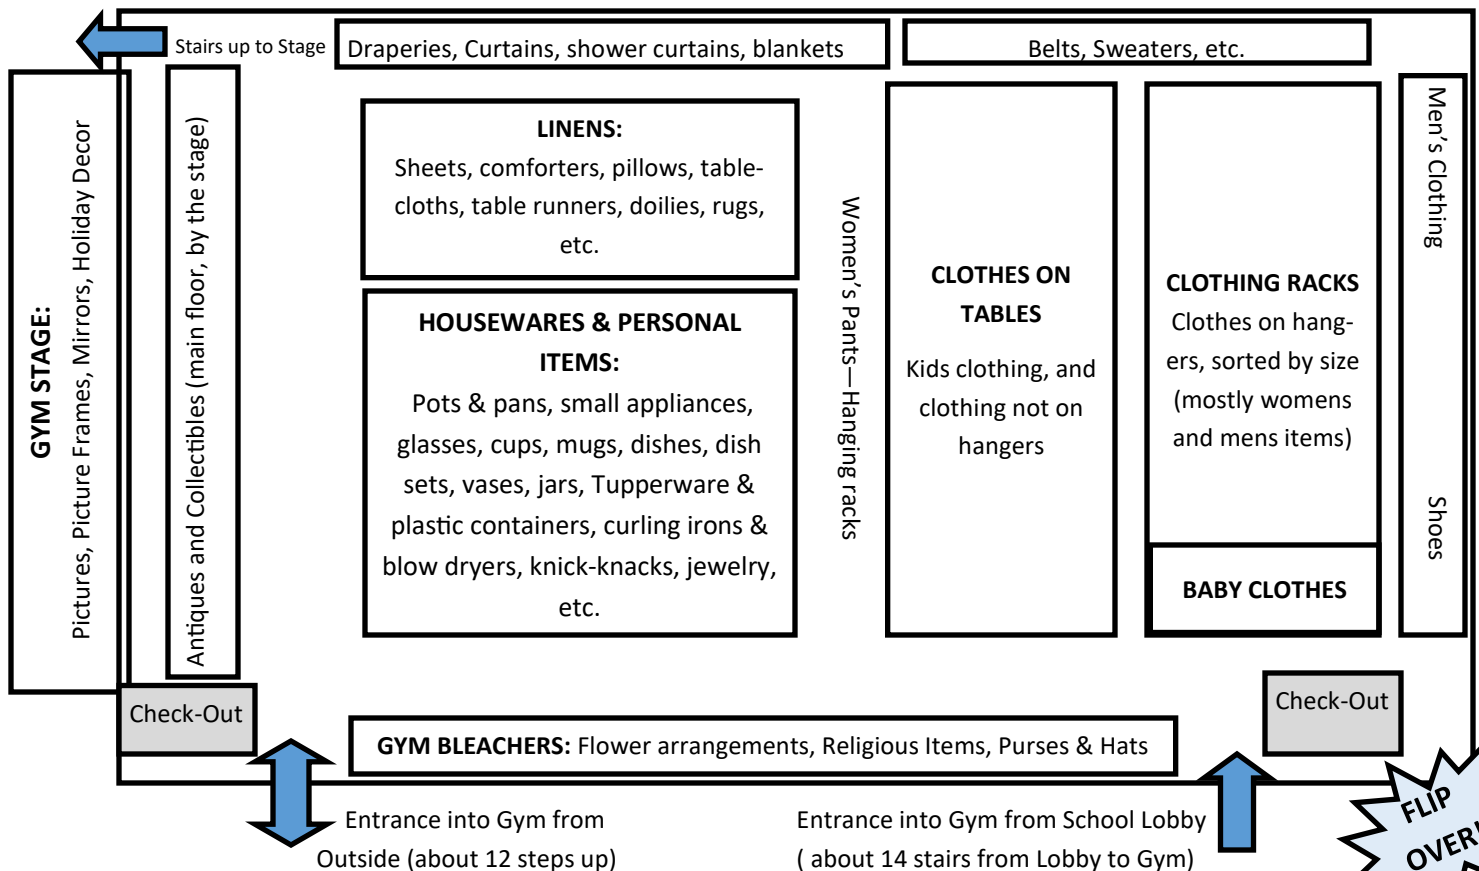 Stairs up to Stage
Draperies, Curtains, shower curtains, blankets
Belts, Sweaters, etc.
GYM STAGE:
Pictures, Picture Frames, Mirrors, Holiday Decor
Antiques and Collectibles (main floor, by the stage)
LINENS:
Sheets, comforters, pillows, table-
cloths, table runners, doilies, rugs,
etc.
HOUSEWARES & PERSONAL
ITEMS:
Pots & pans, small appliances,
glasses, cups, mugs, dishes, dish
sets, vases, jars, Tupperware &
plastic containers, curling irons &
blow dryers, knick-knacks, jewelry,
etc.
Women's Pants—Hanging racks
CLOTHES ON
TABLES
Kids clothing, and
clothing not on
hangers
CLOTHING RACKS
Clothes on hang-
ers, sorted by size
(mostly womens
and mens items)
BABY CLOTHES
Men's Clothing
Shoes
Check-Out
Check-Out
GYM BLEACHERS: Flower arrangements, Religious Items, Purses & Hats
Entrance into Gym from
Outside (about 12 steps up)
Entrance into Gym from School Lobby
( about 14 stairs from Lobby to Gym)
FLIP
OVER!